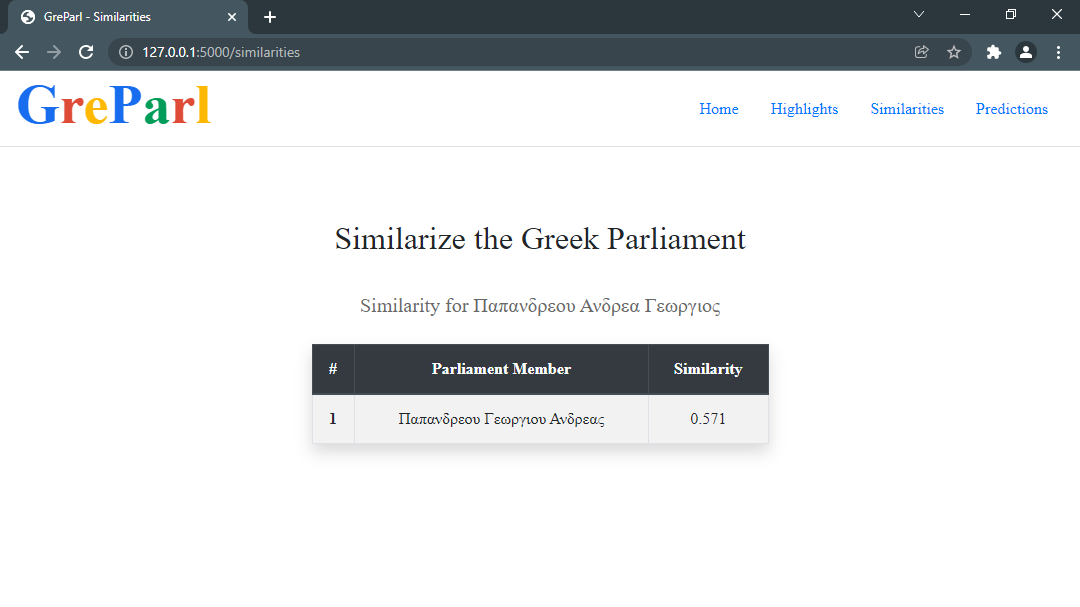 GreParl - Similarities
127.0.0.1:5000/similarities
GreParl
Home Highlights Similarities Predictions
Similarize the Greek Parliament
Similarity for Παπανδρεου Ανδρεα Γεωργιος
# Parliament Member Similarity
1 Παπανδρεου Γεωργιου Ανδρεας 0.571